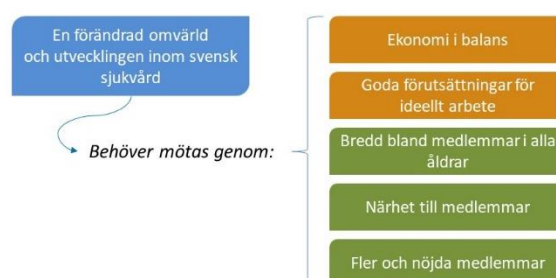 En förändrad omvärld
och utvecklingen inom svensk
sjukvård
Behöver mötas genom:
Ekonomi i balans
Goda förutsättningar för
ideellt arbete
Bredd bland medlemmar i alla
åldrar
Närhet till medlemmar
Fler och nöjda medlemmar